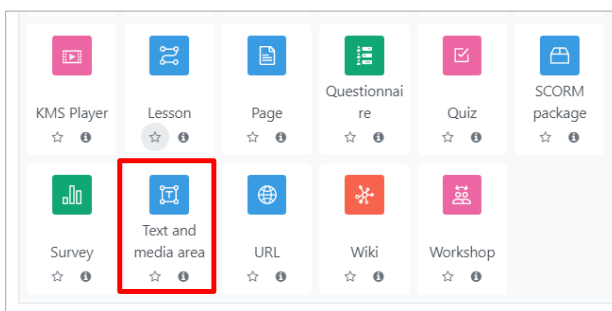 KMS Player
Lesson
Page
Questionnai
re
Quiz
SCORM
package
Survey
Text and
media area
URL
Wiki
Workshop